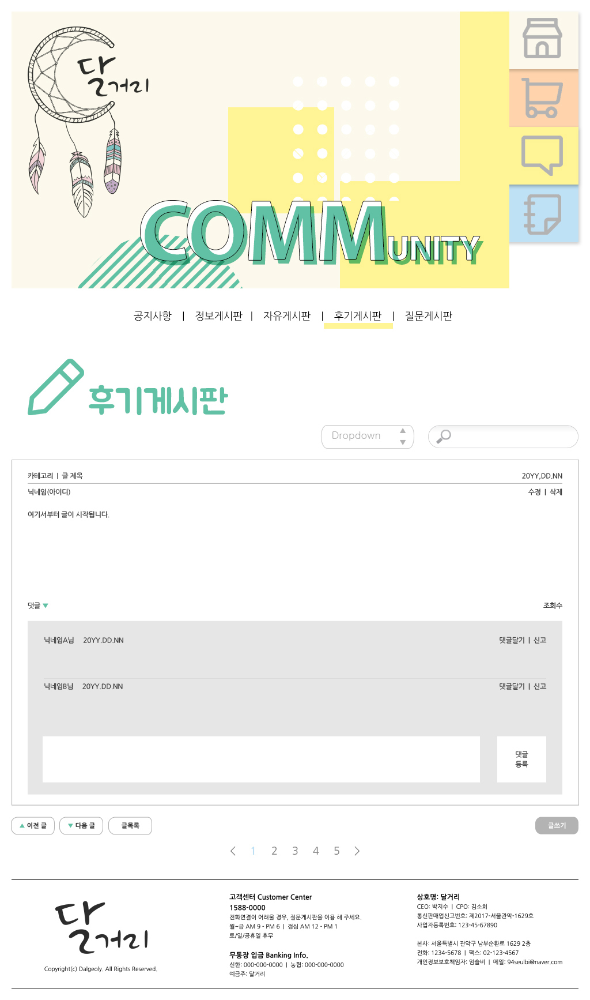 달거리
COMMUNITY
공지사항 | 정보게시판 | 자유게시판 | 후기게시판 | 질문게시판
후기게시판
Dropdown
카테고리 | 글 제목 20YY,DD.NN
닉네임(아이디) 수정 | 삭제
여기서부터 글이 시작됩니다.
댓글 ▼ 조회수
닉네임A님 20YY.DD.NN 댓글달기 | 신고
닉네임B님 20YY.DD.NN 댓글달기 | 신고
댓글
등록
▲ 이전 글 ▼ 다음 글 글목록 글쓰기
< 1 2 3 4 5 >
달거리
Copyright(c) Dalgeoly. All Rights Reserved.
고객센터 Customer Center
1588-0000
전화연결이 어려울 경우, 질문게시판을 이용 해 주세요.
월~금 AM 9 - PM 6 | 점심 AM 12 - PM 1
토/일/공휴일 휴무
무통장 입금 Banking Info.
신한: 000-000-0000 | 농협: 000-000-0000
예금주: 달거리
상호명: 달거리
CEO: 박지수 | CPO: 김소희
통신판매업신고번호: 제2017-서울관악-1629호
사업자등록번호: 123-45-67890
본사: 서울특별시 관악구 남부순환로 1629 2층
전화: 1234-5678 | 팩스: 02-123-4567
개인정보보호책임자: 임슬비 | 메일: 94seulbi@naver.com